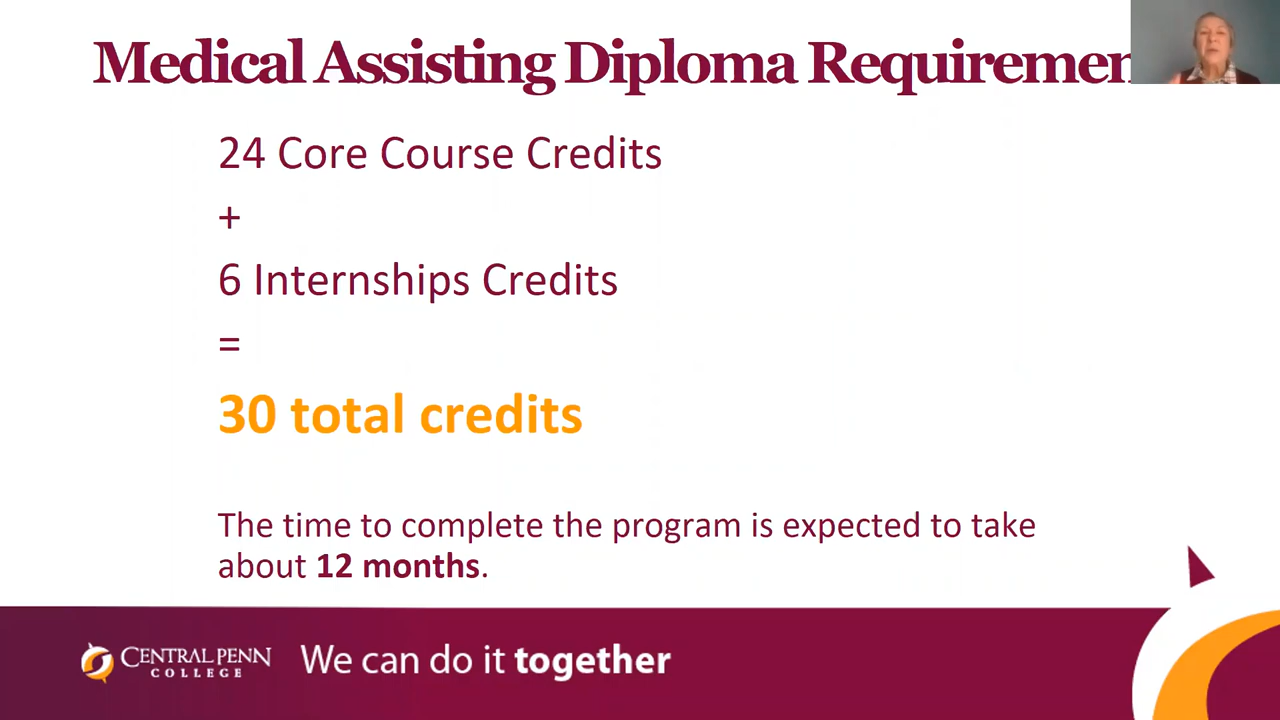 Medical Assisting Diploma Requiremen
24 Core Course Credits
+
6 Internships Credits
=
30 total credits
The time to complete the program is expected to take
about 12 months.
CENTRAL PENN
COLLEGE
We can do it together